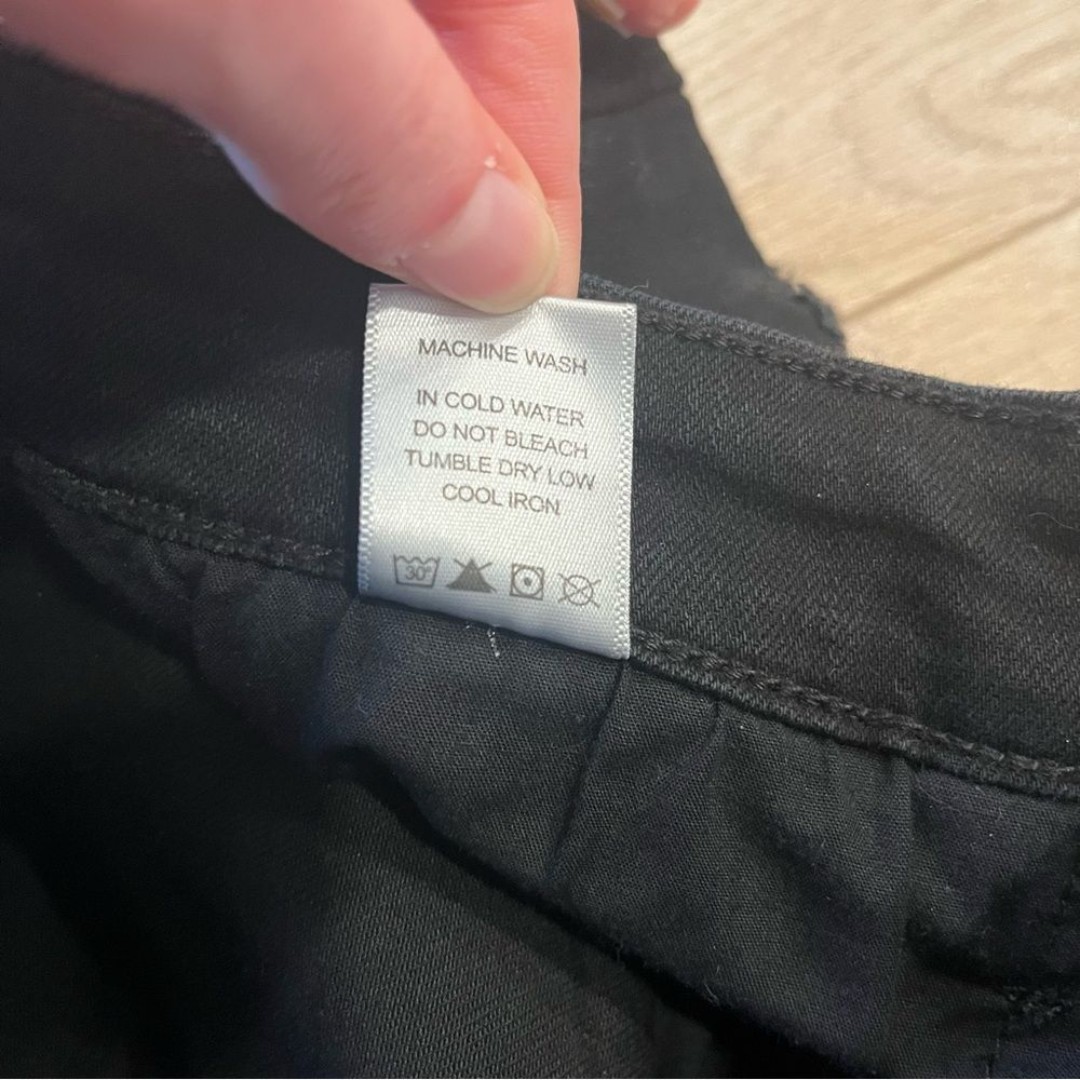 MACHINE WASH
IN COLD WATER
DO NOT BLEACH
TUMBLE DRY LOW
COOL IRON
30°